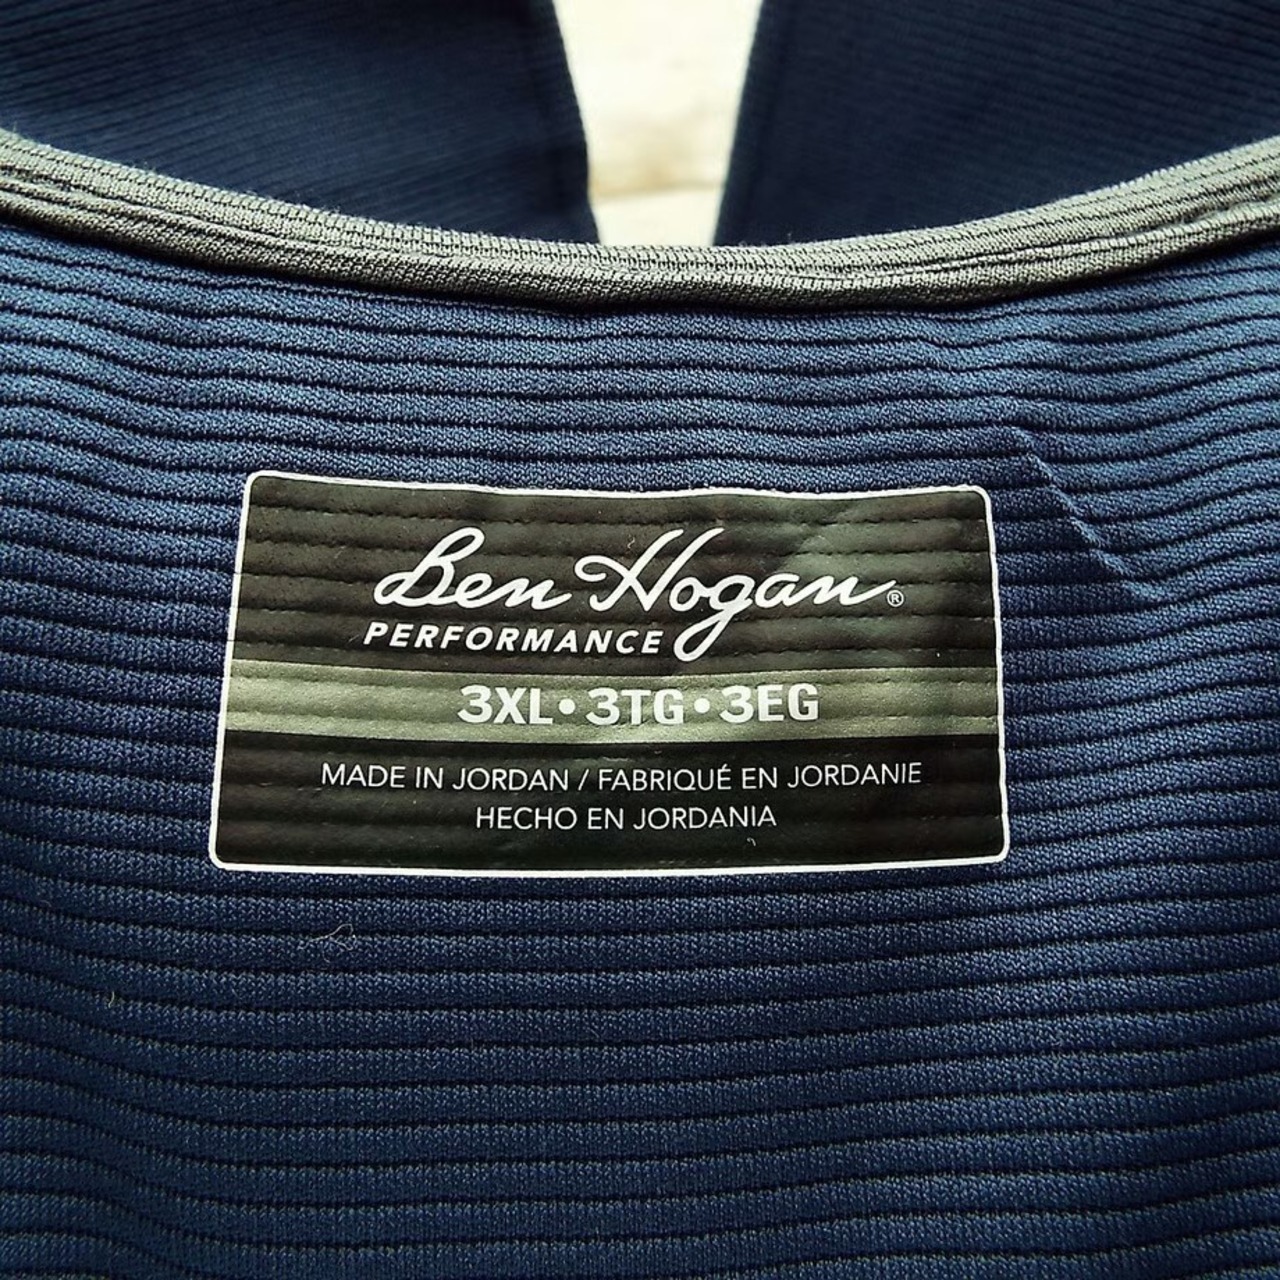 Ben Hogan®
PERFORMANCE
3XL•3TG•3EG
MADE IN JORDAN / FABRIQUÉ EN JORDANIE
HECHO EN JORDANIA